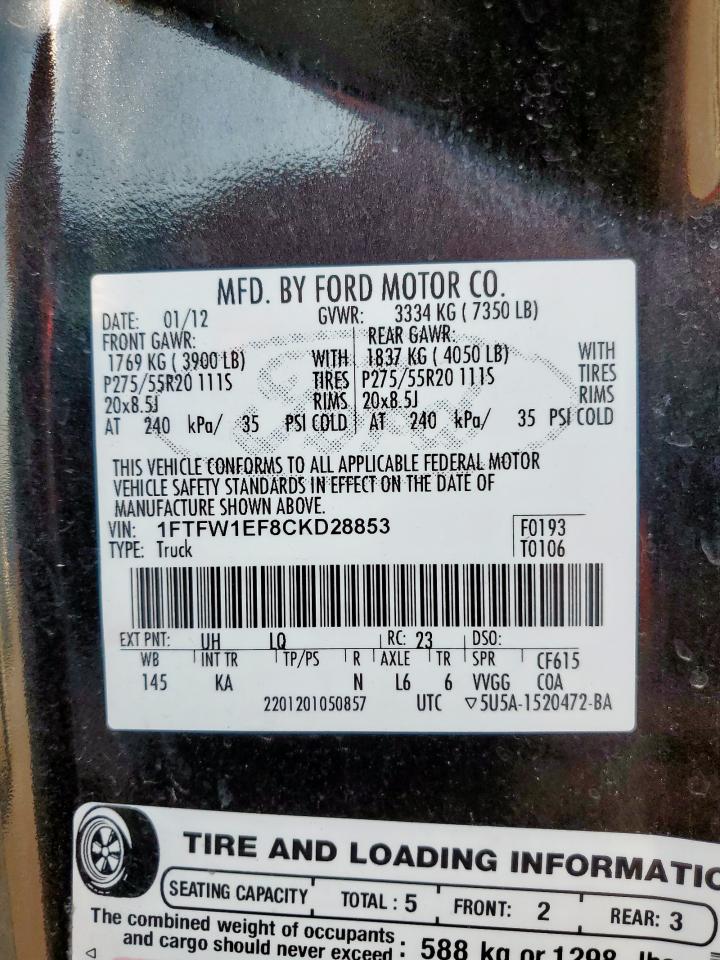 MFD. BY FORD MOTOR CO.
DATE: 01/12 GVWR: 3334 KG ( 7350 LB)
FRONT GAWR: REAR GAWR:
1769 KG ( 3900 LB) WITH 1837 KG ( 4050 LB) WITH
P275/55R20 111S TIRES P275/55R20 111S TIRES
20x8.5J RIMS 20x8.5J RIMS
AT 240 kPa/ 35 PSI COLD AT 240 kPa/ 35 PSI COLD
THIS VEHICLE CONFORMS TO ALL APPLICABLE FEDERAL MOTOR
VEHICLE SAFETY STANDARDS IN EFFECT ON THE DATE OF
MANUFACTURE SHOWN ABOVE.
VIN: 1FTFW1EF8CKD28853 F0193
TYPE: Truck T0106
EXT PNT: UH LQ RC: 23 DSO:
WB INT TR TP/PS R AXLE TR SPR CF615
145 KA N L6 6 VVGG COA
2201201050857 UTC ▽5U5A-1520472-BA
TIRE AND LOADING INFORMATIO
SEATING CAPACITY TOTAL : 5 FRONT: 2 REAR: 3
The combined weight of occupants
and cargo should never exceed : 588 kg or 1298 lbs